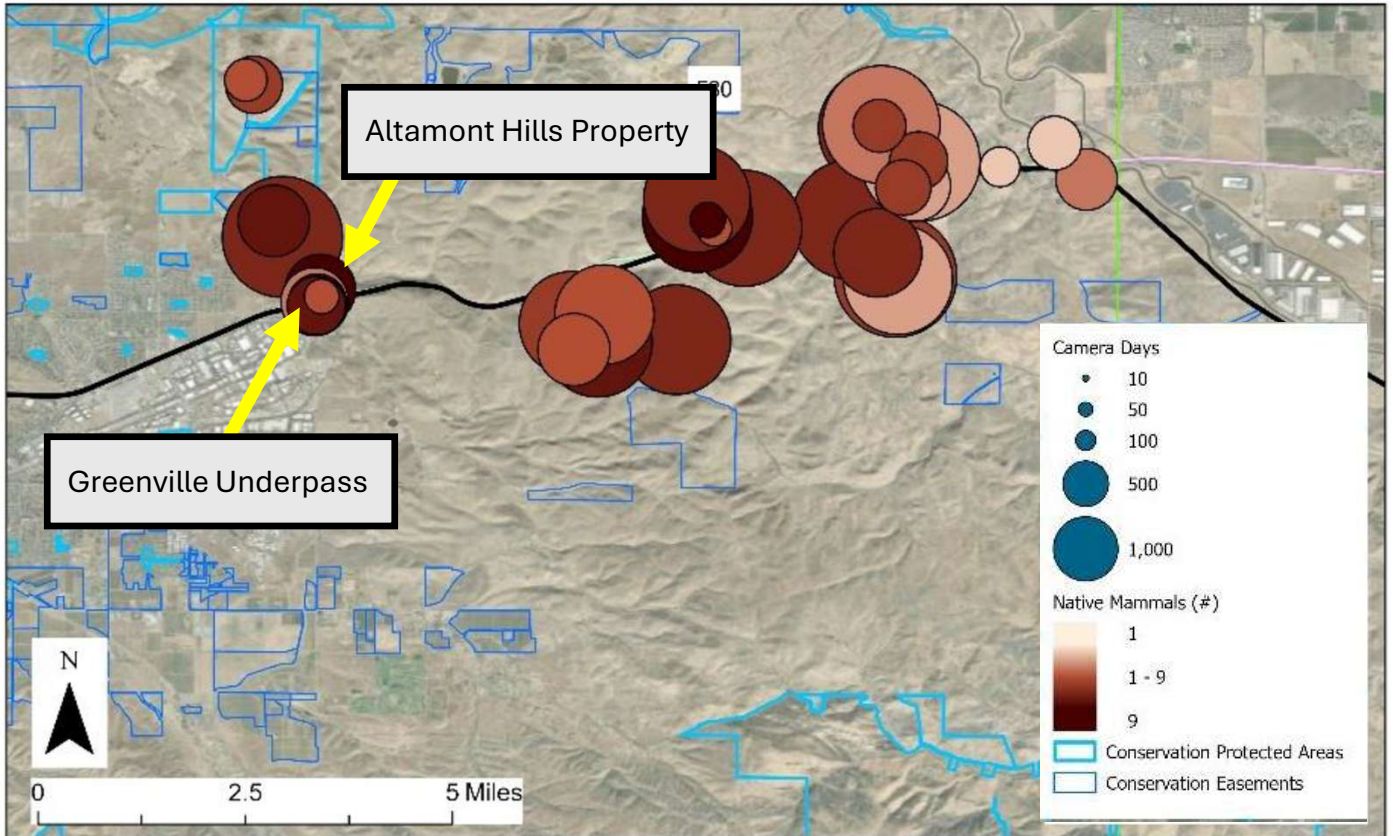 580
Altamont Hills Property
Greenville Underpass
Camera Days
10
50
100
500
1,000
Native Mammals (#)
1
1 - 9
9
Conservation Protected Areas
Conservation Easements
N
0 2.5 5 Miles